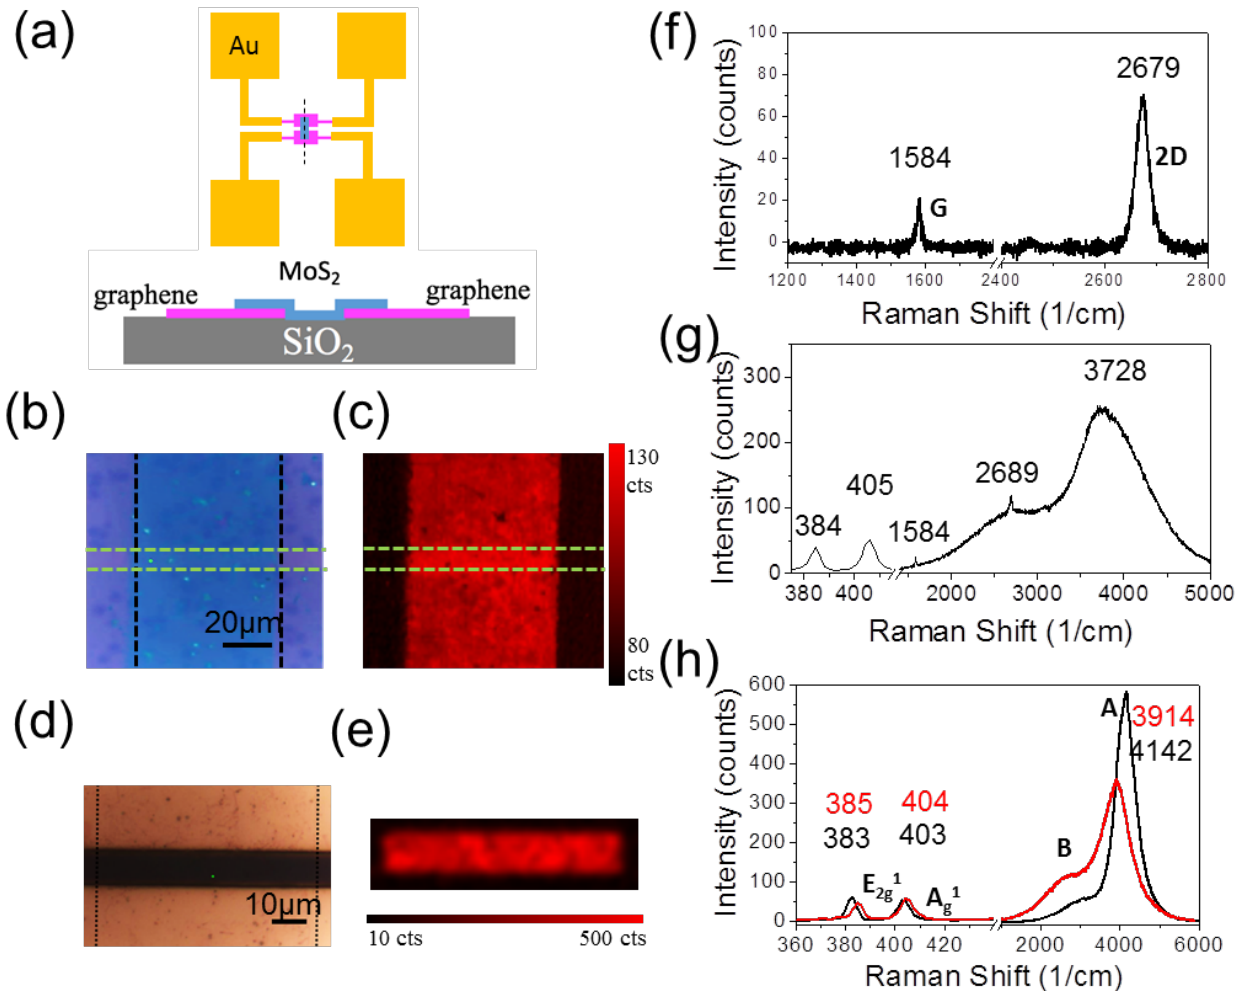 (a)
Au
MoS2
graphene
graphene
SiO2
(b)
20μm
(c)
130
cts
80
cts
(d)
10μm
(e)
10 cts
500 cts
(f)
Intensity (counts)
100
80
60
40
20
0
1584
G
2679
2D
1200
1400
1600
2400
2600
2800
Raman Shift (1/cm)
(g)
Intensity (counts)
300
200
100
0
384
405
1584
2689
3728
380
400
2000
3000
4000
5000
Raman Shift (1/cm)
(h)
Intensity (counts)
600
500
400
300
200
100
0
385
383
404
403
E2g1
Ag1
B
A
3914
4142
360
380
400
420
2000
4000
6000
Raman Shift (1/cm)